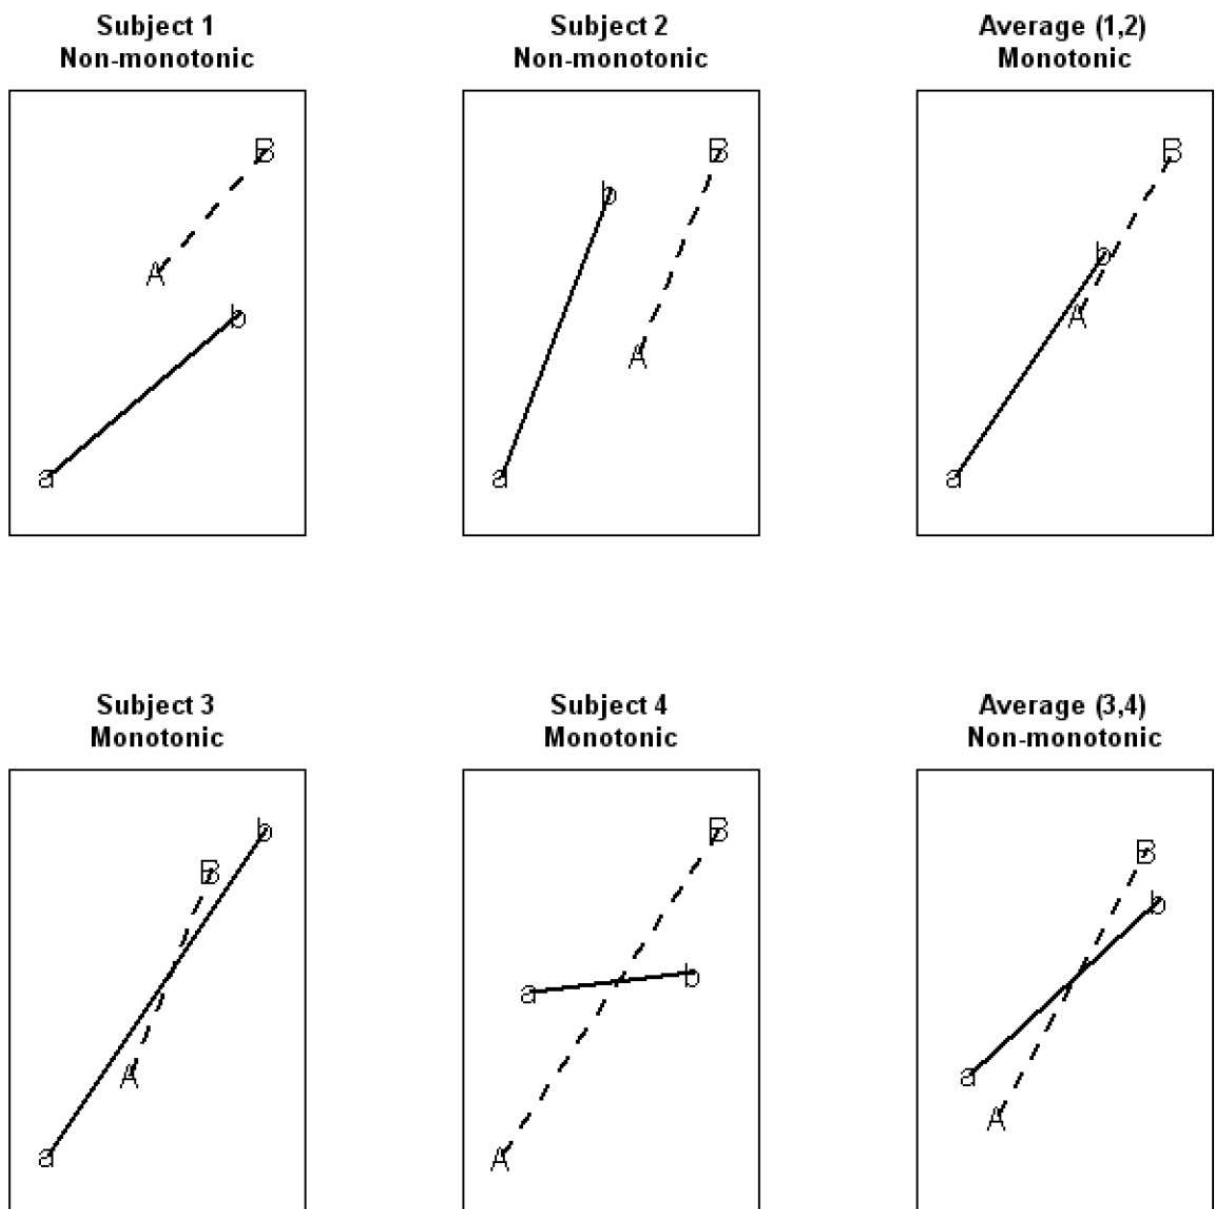 Subject 1
Non-monotonic
Subject 2
Non-monotonic
Average (1,2)
Monotonic
B
A
b
a
B
b
A
a
B
b
A
a
Subject 3
Monotonic
Subject 4
Monotonic
Average (3,4)
Non-monotonic
b
B
A
a
B
b
a
A
B
b
a
A